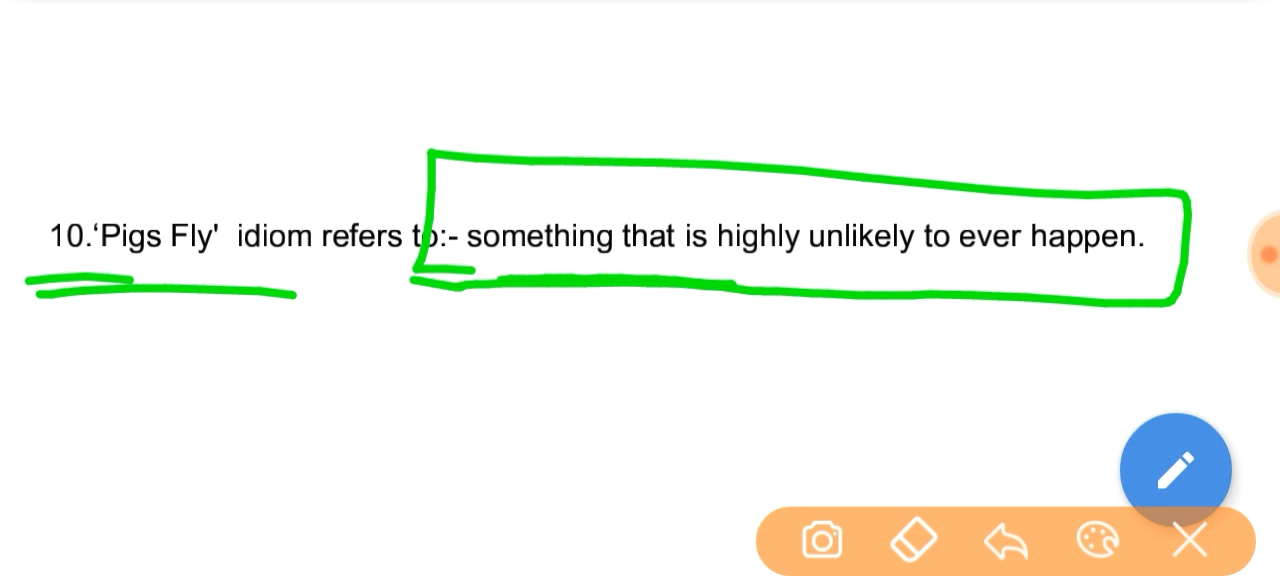 10.‘Pigs Fly'  idiom refers to:- something that is highly unlikely to ever happen.